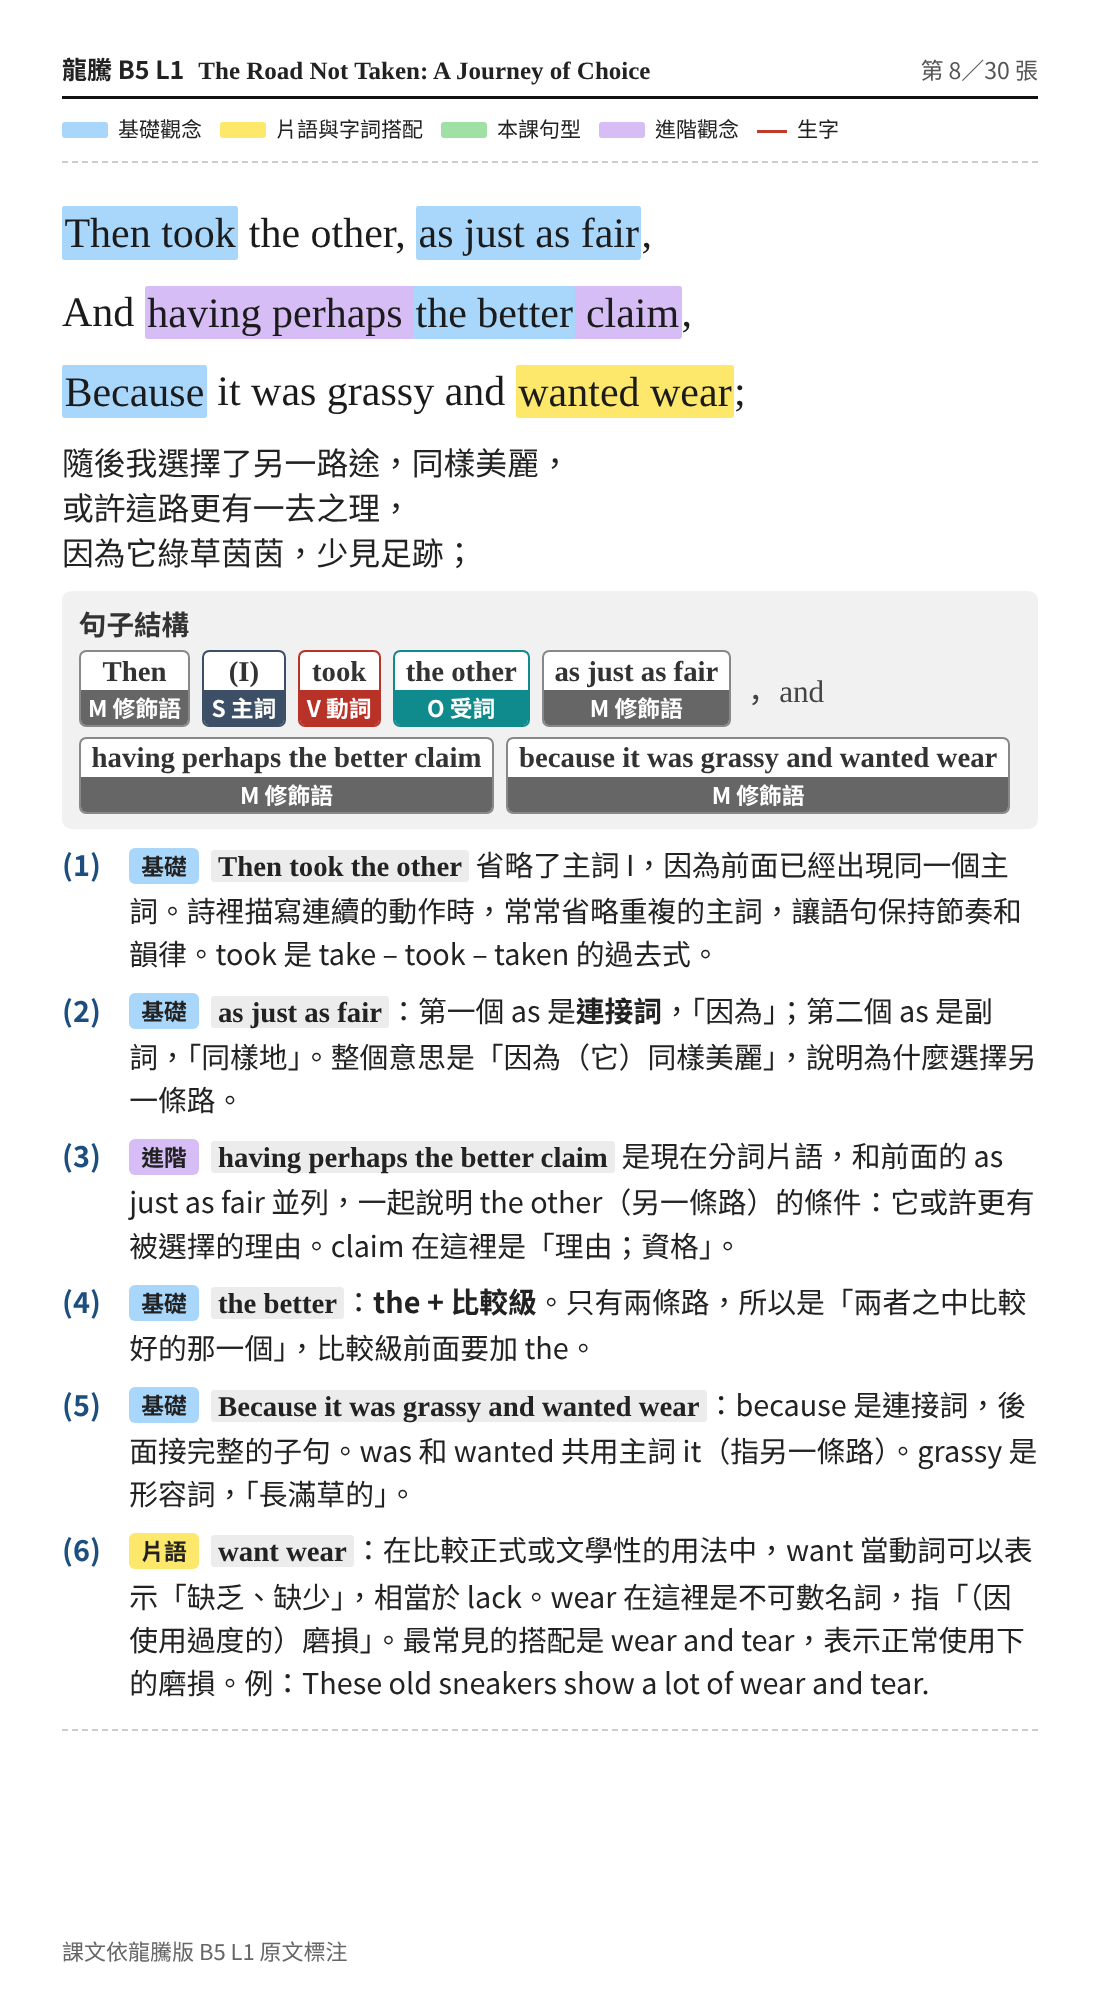 龍騰 B5 L1 The Road Not Taken: A Journey of Choice 第 8／30 張
基礎觀念 片語與字詞搭配 本課句型 進階觀念 生字
Then took the other, as just as fair,
And having perhaps the better claim,
Because it was grassy and wanted wear;
隨後我選擇了另一路途，同樣美麗，
或許這路更有一去之理，
因為它綠草茵茵，少見足跡；
句子結構
Then (I) took the other as just as fair , and
M 修飾語 S 主詞 V 動詞 O 受詞 M 修飾語
having perhaps the better claim because it was grassy and wanted wear
M 修飾語 M 修飾語
(1) 基礎 Then took the other 省略了主詞 I，因為前面已經出現同一個主
詞。詩裡描寫連續的動作時，常常省略重複的主詞，讓語句保持節奏和
韻律。took 是 take – took – taken 的過去式。
(2) 基礎 as just as fair：第一個 as 是連接詞，「因為」；第二個 as 是副
詞，「同樣地」。整個意思是「因為（它）同樣美麗」，說明為什麼選擇另
一條路。
(3) 進階 having perhaps the better claim 是現在分詞片語，和前面的 as
just as fair 並列，一起說明 the other（另一條路）的條件：它或許更有
被選擇的理由。claim 在這裡是「理由；資格」。
(4) 基礎 the better：the + 比較級。只有兩條路，所以是「兩者之中比較
好的那一個」，比較級前面要加 the。
(5) 基礎 Because it was grassy and wanted wear：because 是連接詞，後
面接完整的子句。was 和 wanted 共用主詞 it（指另一條路）。grassy 是
形容詞，「長滿草的」。
(6) 片語 want wear：在比較正式或文學性的用法中，want 當動詞可以表
示「缺乏、缺少」，相當於 lack。wear 在這裡是不可數名詞，指「（因
使用過度的）磨損」。最常見的搭配是 wear and tear，表示正常使用下
的磨損。例：These old sneakers show a lot of wear and tear.
課文依龍騰版 B5 L1 原文標注